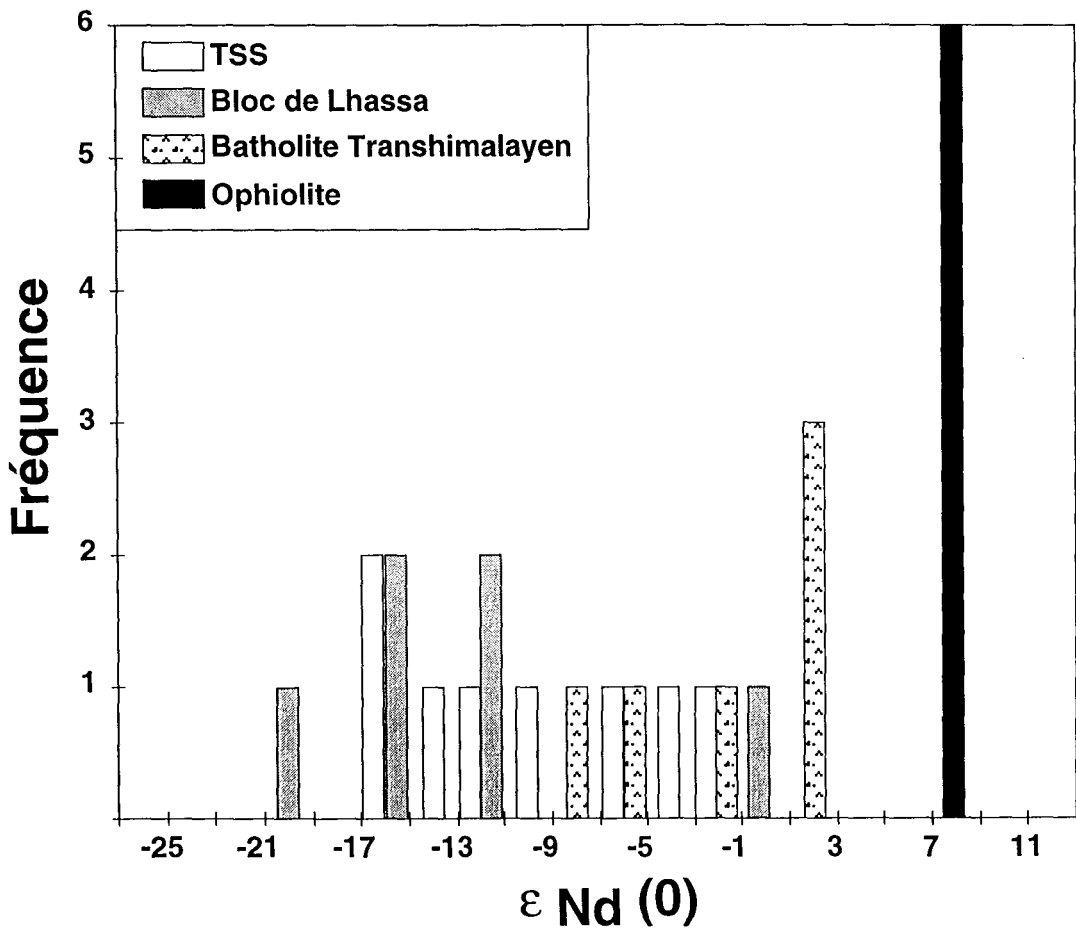 6
5
4
3
2
1
Fréquence
TSS
Bloc de Lhassa
Batholite Transhimalayen
Ophiolite
-25 -21 -17 -13 -9 -5 -1 3 7 11
ε Nd (0)